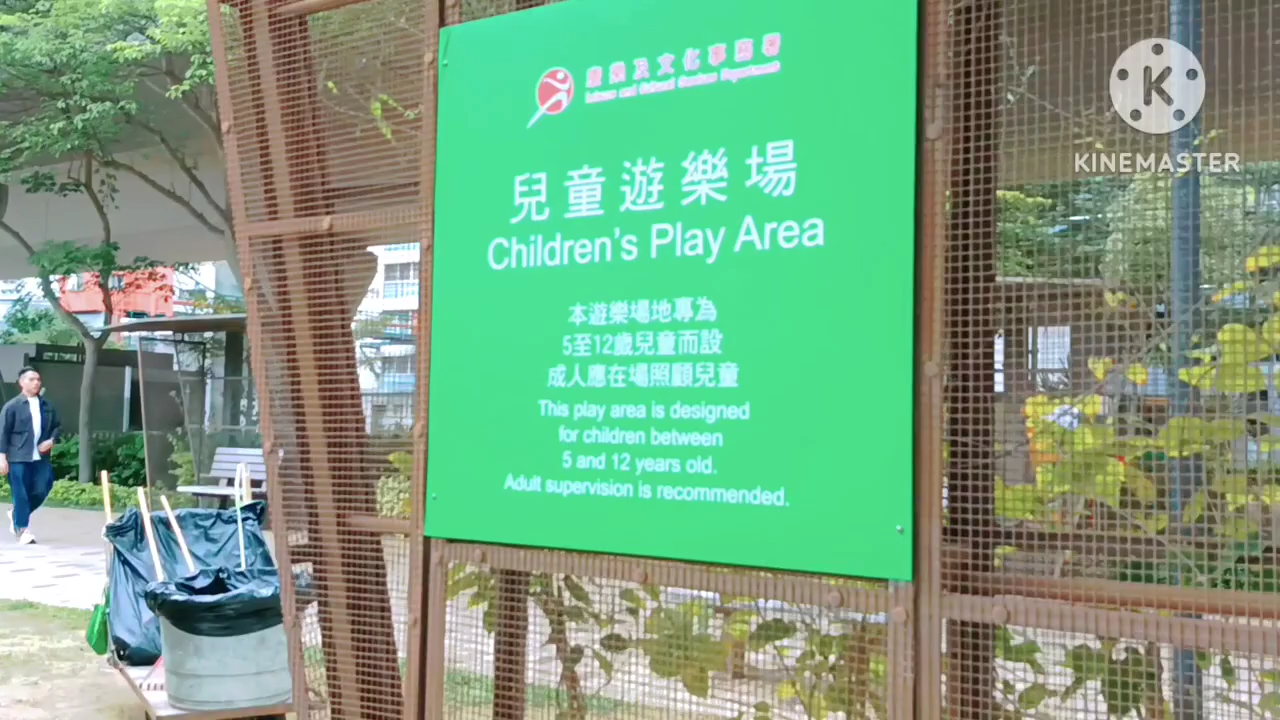 康樂及文化事務署
Leisure and Cultural Services Department
兒童遊樂場
Children's Play Area
本遊樂場地專為
5至12歲兒童而設
成人應在場照顧兒童
This play area is designed
for children between
5 and 12 years old.
Adult supervision is recommended.
K
KINEMASTER